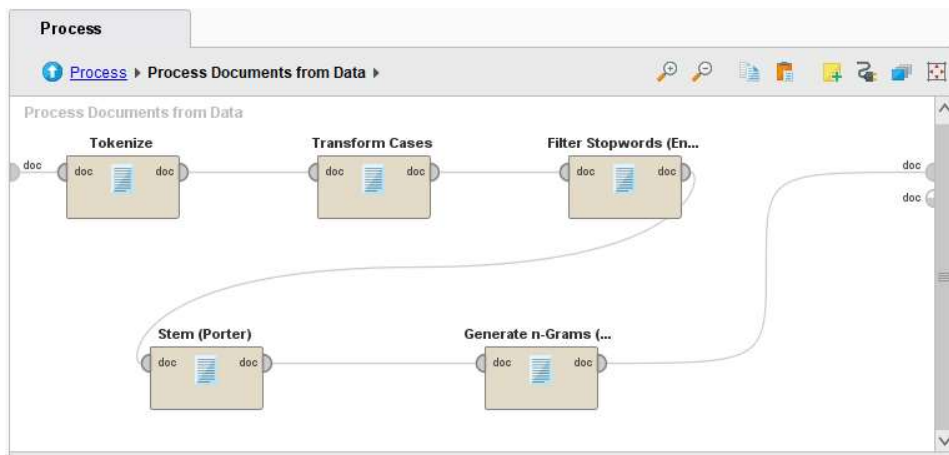 Process
Process ▸ Process Documents from Data ▸
Process Documents from Data
Tokenize Transform Cases Filter Stopwords (En...
doc doc doc doc doc doc doc doc
doc
Stem (Porter) Generate n-Grams (...
doc doc doc doc